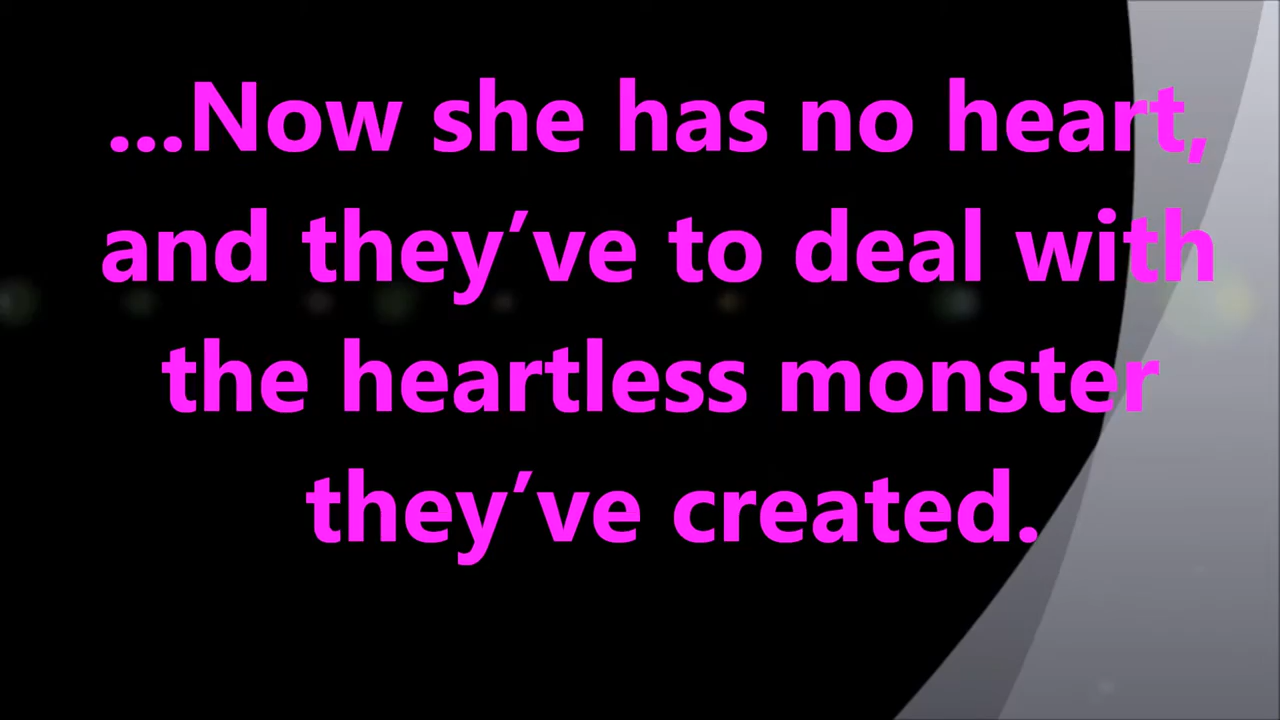 ...Now she has no heart,
and they’ve to deal with
the heartless monster
they’ve created.